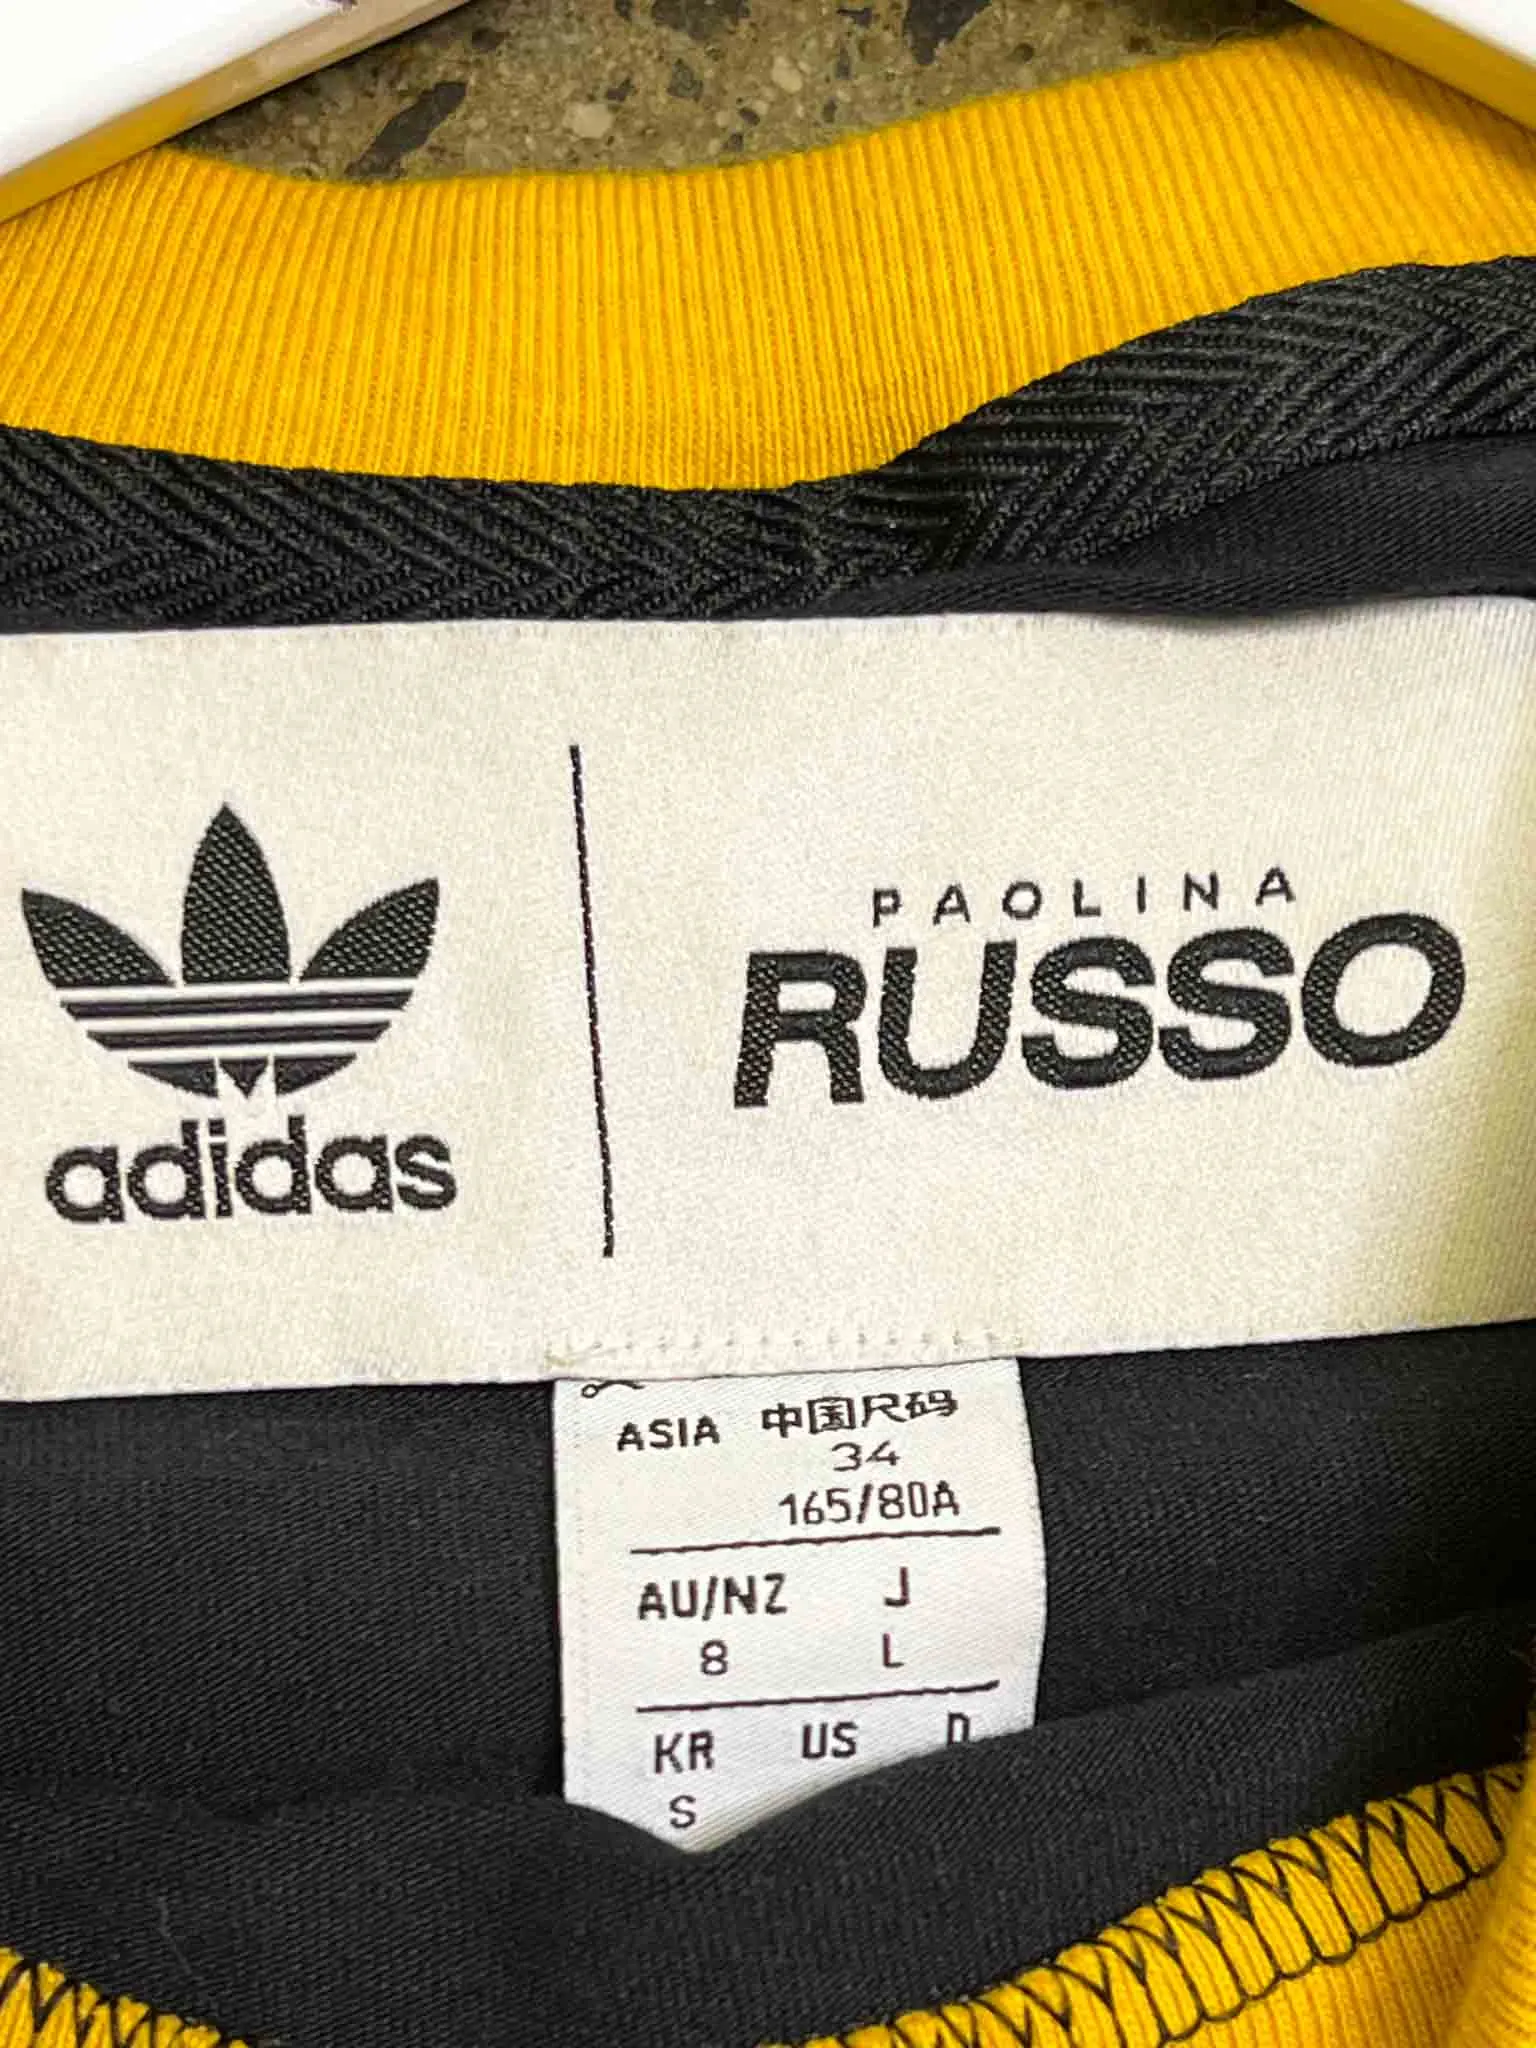 adidas
PAOLINA
RUSSO
ASIA 中国尺码
34
165/80A
AU/NZ J
8 L
KR US D
S